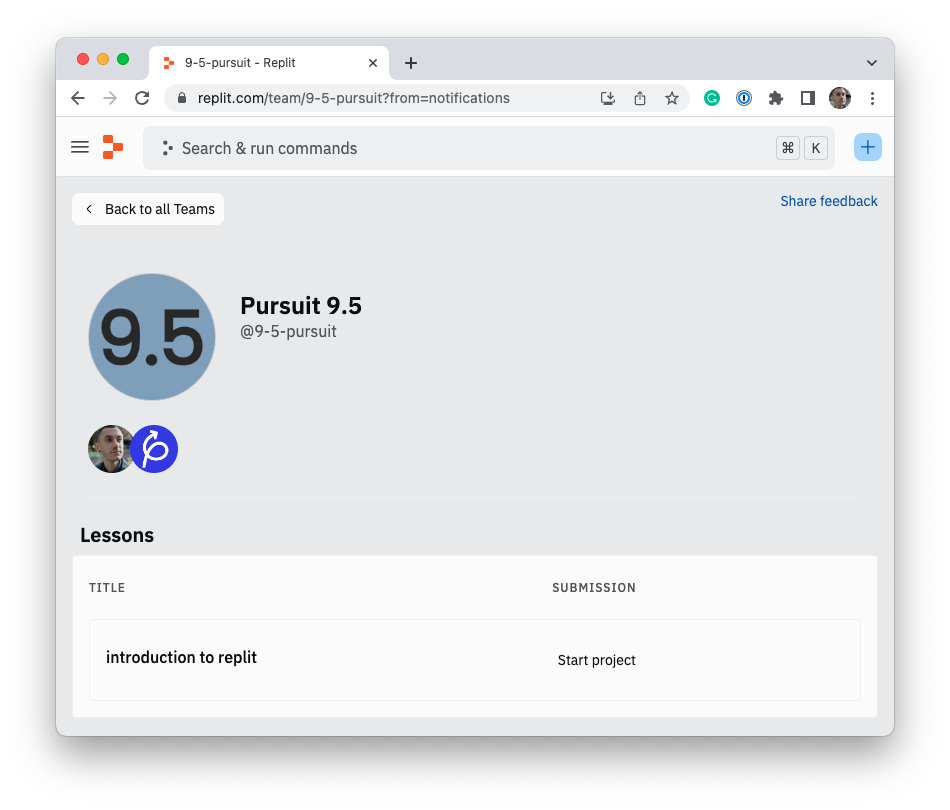 9-5-pursuit - Replit
replit.com/team/9-5-pursuit?from=notifications
Search & run commands ⌘ K
Back to all Teams
Share feedback
9.5
Pursuit 9.5
@9-5-pursuit
Lessons
TITLE SUBMISSION
introduction to replit Start project